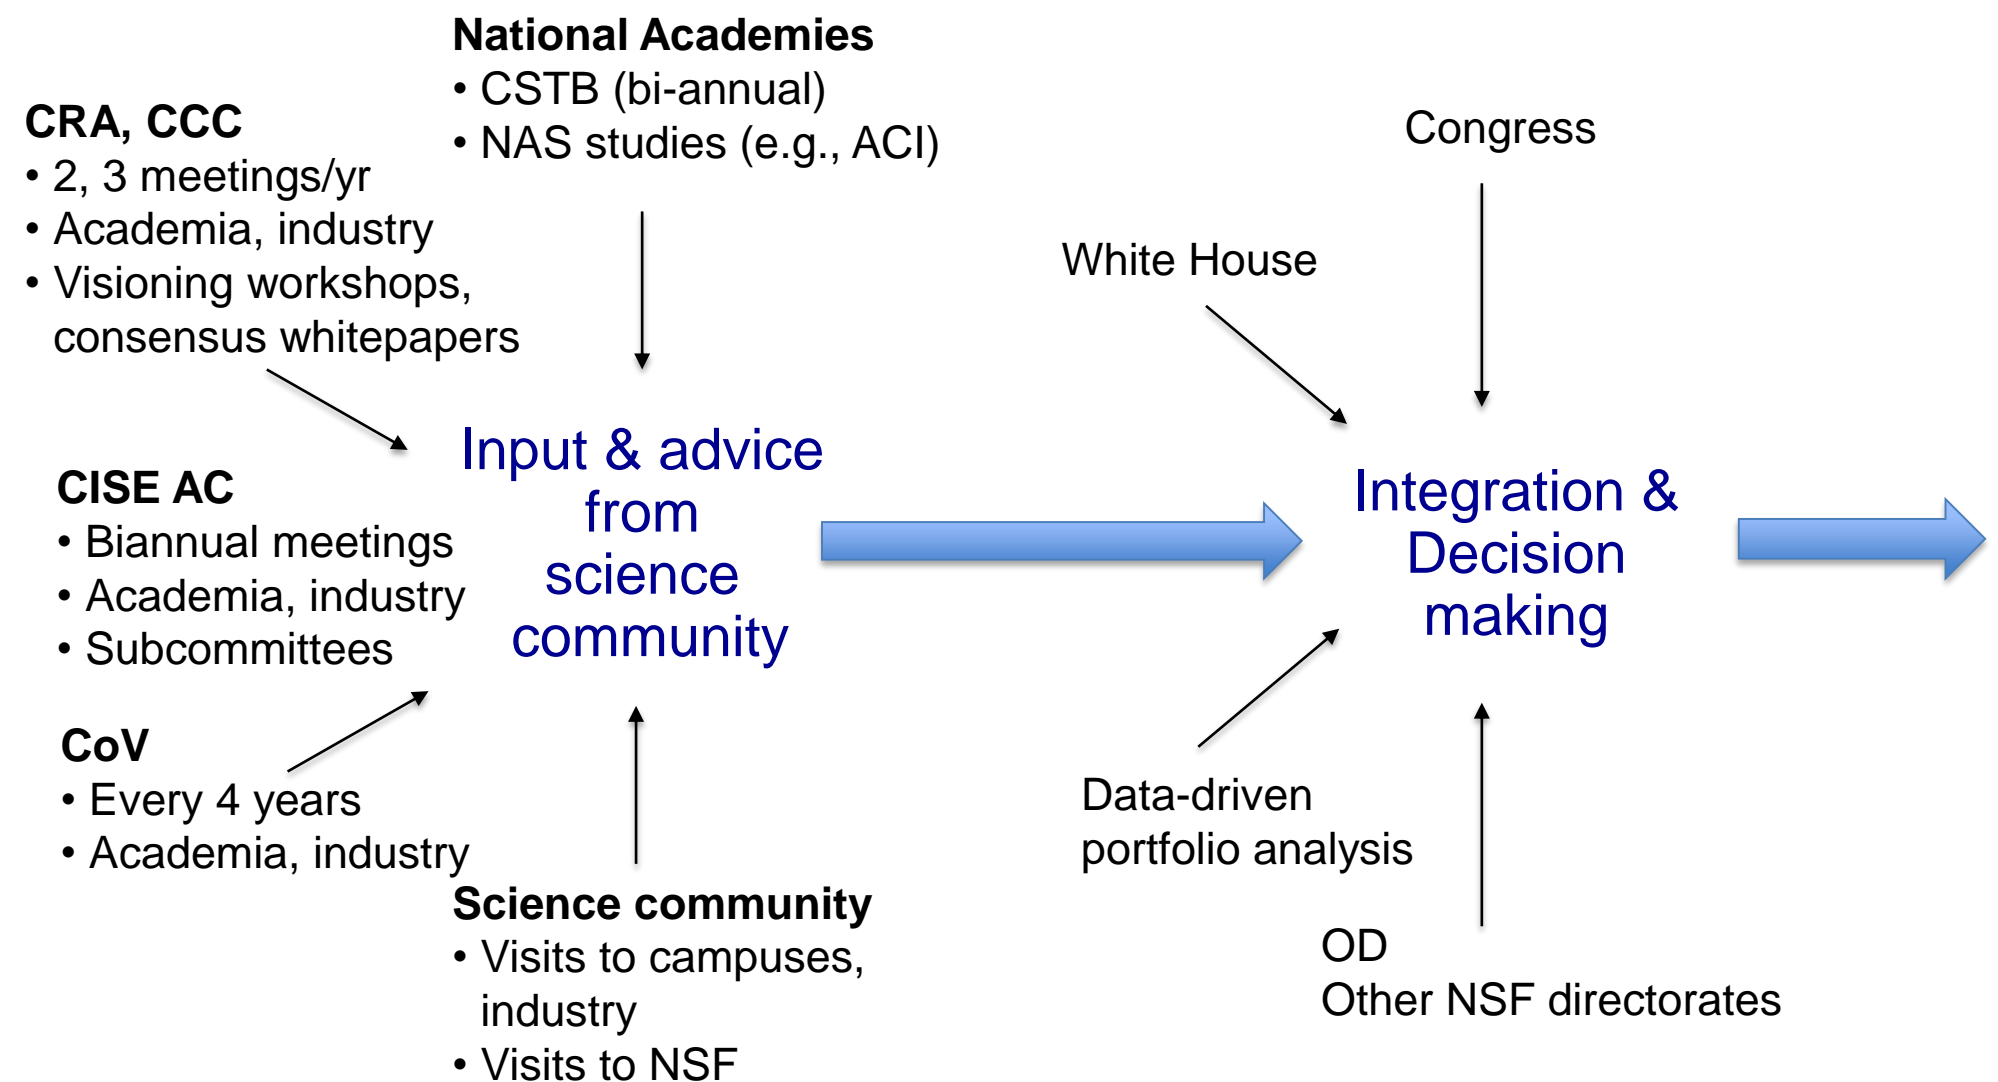 National Academies
• CSTB (bi-annual)
• NAS studies (e.g., ACI)
CRA, CCC
• 2, 3 meetings/yr
• Academia, industry
• Visioning workshops,
consensus whitepapers
CISE AC
• Biannual meetings
• Academia, industry
• Subcommittees
CoV
• Every 4 years
• Academia, industry
Science community
• Visits to campuses,
industry
• Visits to NSF
Input & advice
from
science
community
Congress
White House
Integration &
Decision
making
Data-driven
portfolio analysis
OD
Other NSF directorates